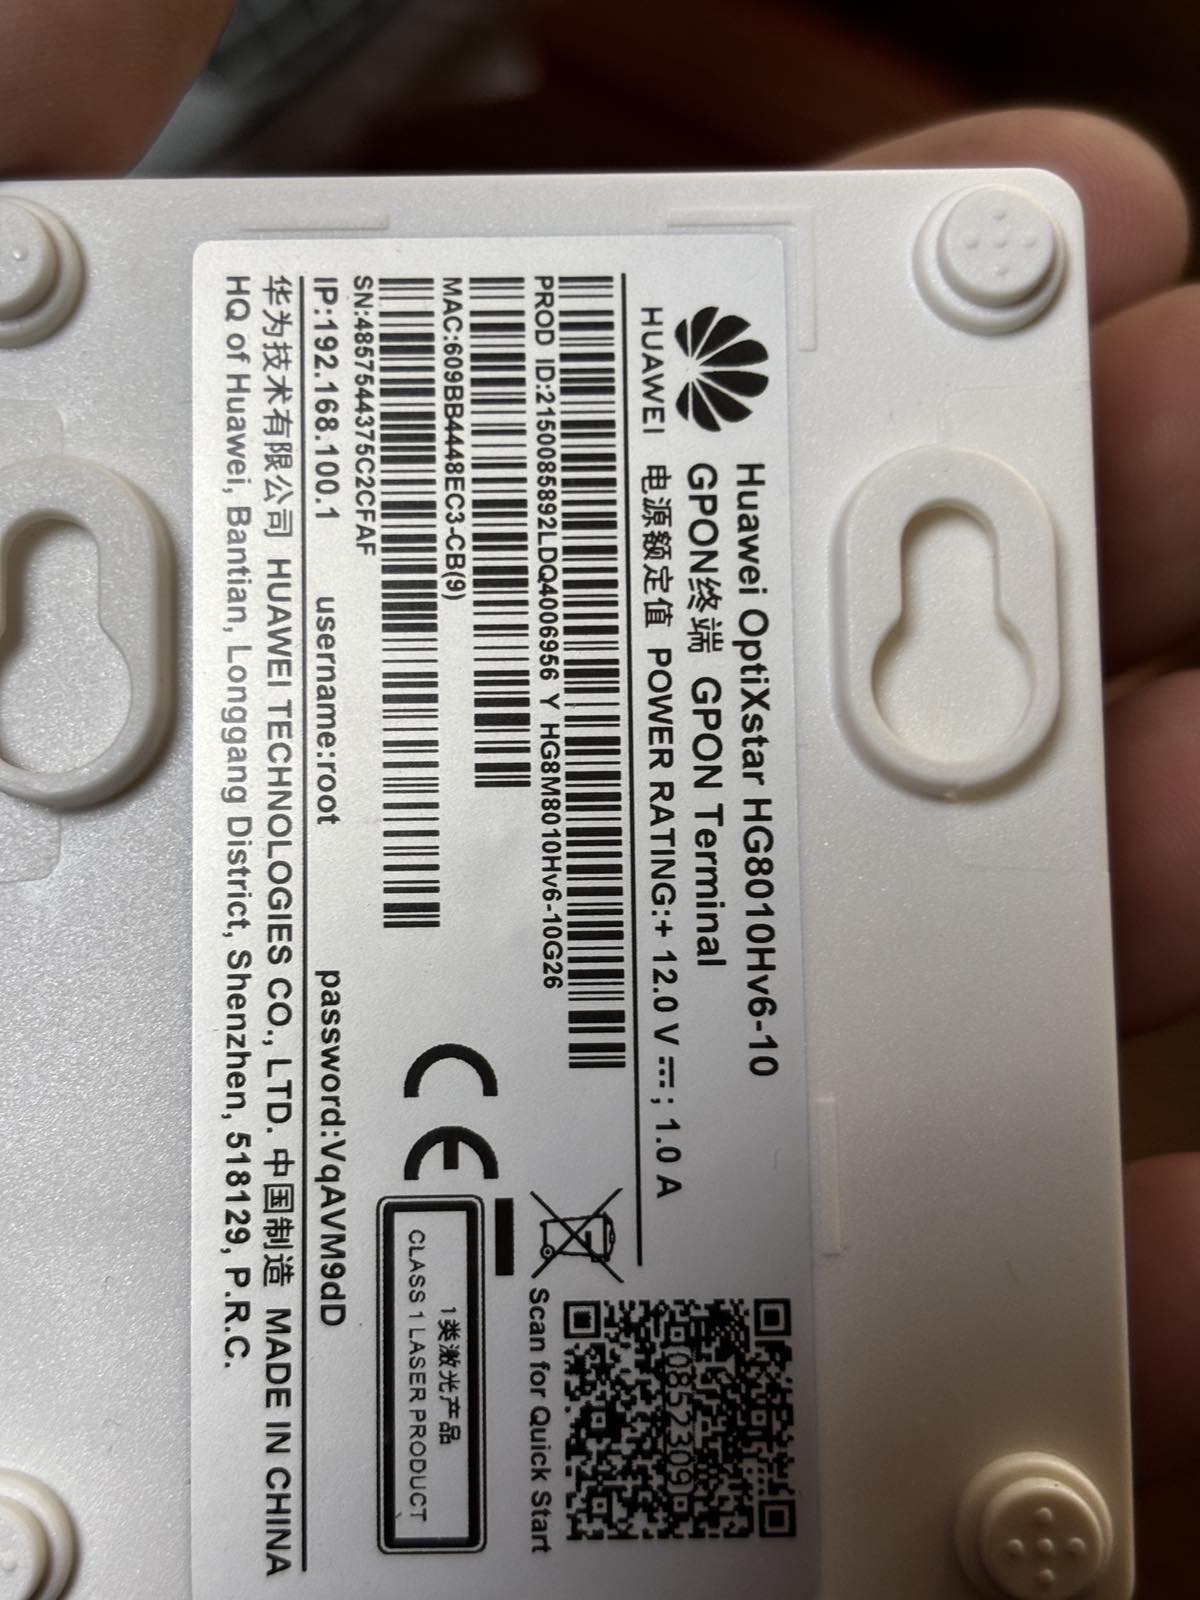 HUAWEI
Huawei OptiXstar HG8010Hv6-10
GPON终端 GPON Terminal
电源额定值 POWER RATING:+ 12.0 V ⎓; 1.0 A
PROD ID:2150085892LDQ4006956 Y HG8M8010Hv6-10G26
MAC:609BB4448EC3-CB(9)
SN:4857544375C2CFAF
08523090
Scan for Quick Start
CE
1类激光产品
CLASS 1 LASER PRODUCT
IP:192.168.100.1 username:root password:VqAVM9dD
华为技术有限公司 HUAWEI TECHNOLOGIES CO., LTD. 中国制造 MADE IN CHINA
HQ of Huawei, Bantian, Longgang District, Shenzhen, 518129, P.R.C.